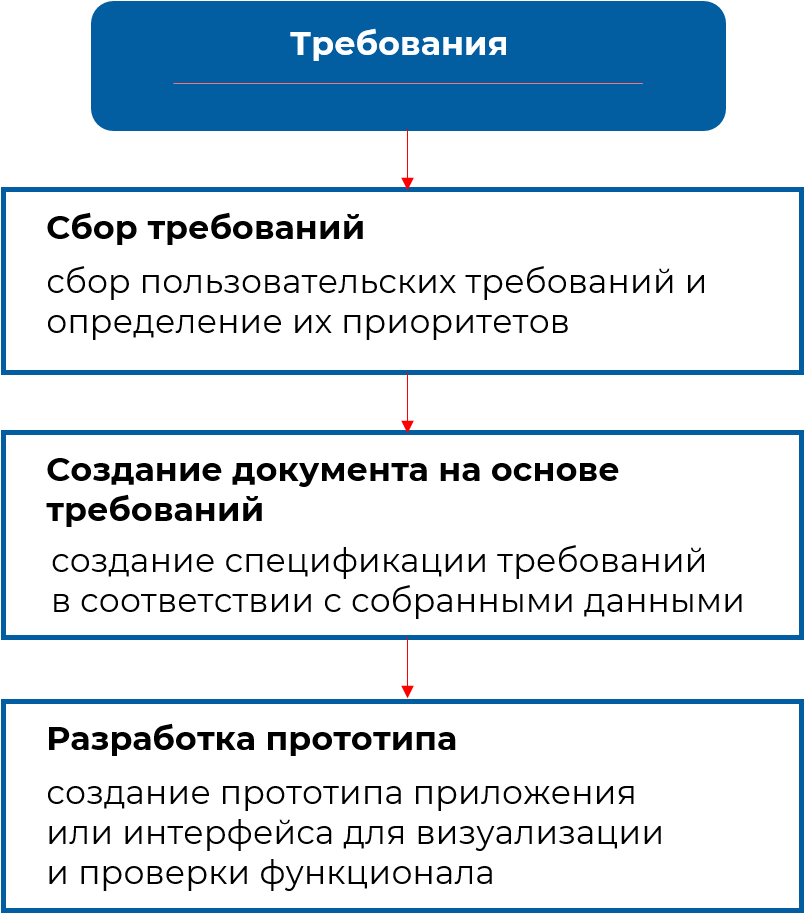 Требования
Сбор требований
сбор пользовательских требований и
определение их приоритетов
Создание документа на основе
требований
создание спецификации требований
в соответствии с собранными данными
Разработка прототипа
создание прототипа приложения
или интерфейса для визуализации
и проверки функционала